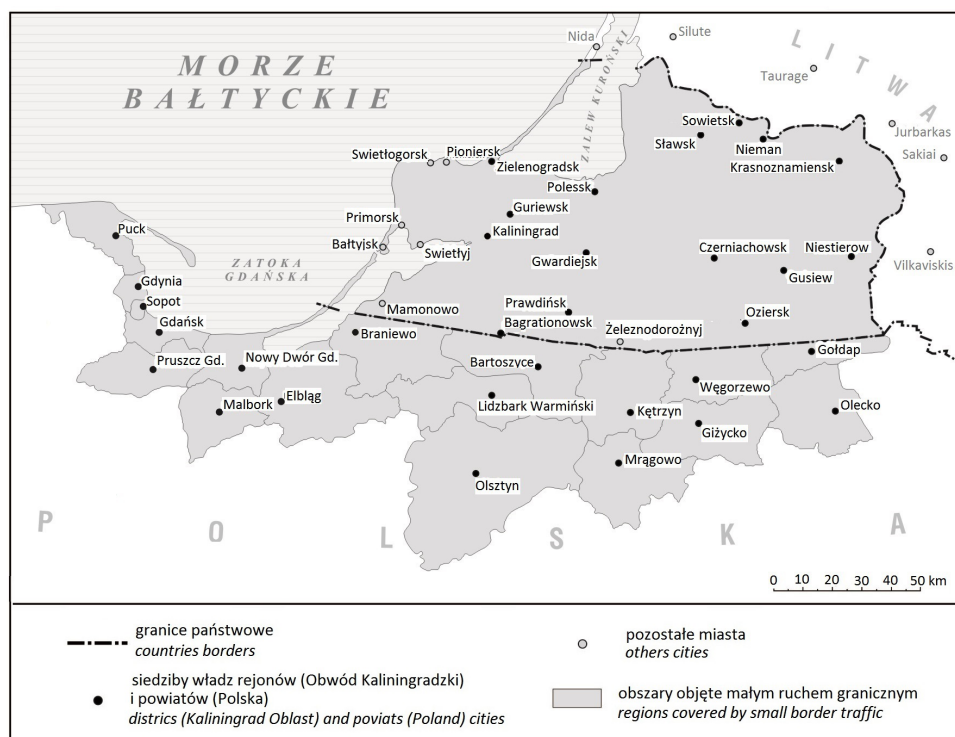 Nida
Silute
LITWA
MORZE
BAŁTYCKIE
Taurage
ZALEW KUROŃSKI
Sowietsk
Jurbarkas
Sławsk
Nieman
Swietłogorsk
Pioniersk
Zielenogradsk
Krasnoznamiensk
Sakiai
Polessk
Guriewsk
Primorsk
Puck
Kaliningrad
Bałtyjsk
Swietłyj
Czerniachowsk
Niestierow
Gwardiejsk
Vilkaviskis
ZATOKA
GDAŃSKA
Gusiew
Gdynia
Sopot
Mamonowo
Prawdińsk
Oziersk
Gdańsk
Bagrationowsk
Braniewo
Żeleznodorożnyj
Gołdap
Pruszcz Gd.
Nowy Dwór Gd.
Bartoszyce
Węgorzewo
Elbląg
Malbork
Lidzbark Warmiński
Kętrzyn
Olecko
Giżycko
Mrągowo
Olsztyn
P O L S K A
0 10 20 30 40 50 km
granice państwowe
countries borders
pozostałe miasta
others cities
siedziby władz rejonów (Obwód Kaliningradzki)
i powiatów (Polska)
districs (Kaliningrad Oblast) and poviats (Poland) cities
obszary objęte małym ruchem granicznym
regions covered by small border traffic